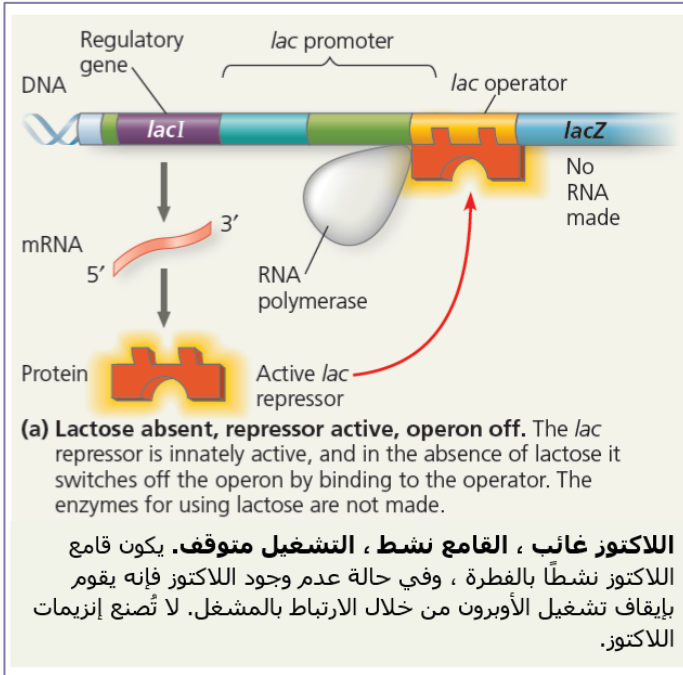 Regulatory
gene
lac promoter
lac operator
DNA
lacI
lacZ
No
RNA
made
3′
mRNA
5′
RNA
polymerase
Protein
Active lac
repressor
(a) Lactose absent, repressor active, operon off. The lac
repressor is innately active, and in the absence of lactose it
switches off the operon by binding to the operator. The
enzymes for using lactose are not made.
اللاكتوز غائب ، القامع نشط ، التشغيل متوقف. يكون قامع
اللاكتوز نشطًا بالفطرة ، وفي حالة عدم وجود اللاكتوز فإنه يقوم
بإيقاف تشغيل الأوبرون من خلال الارتباط بالمشغل. لا تُصنع إنزيمات
اللاكتوز.